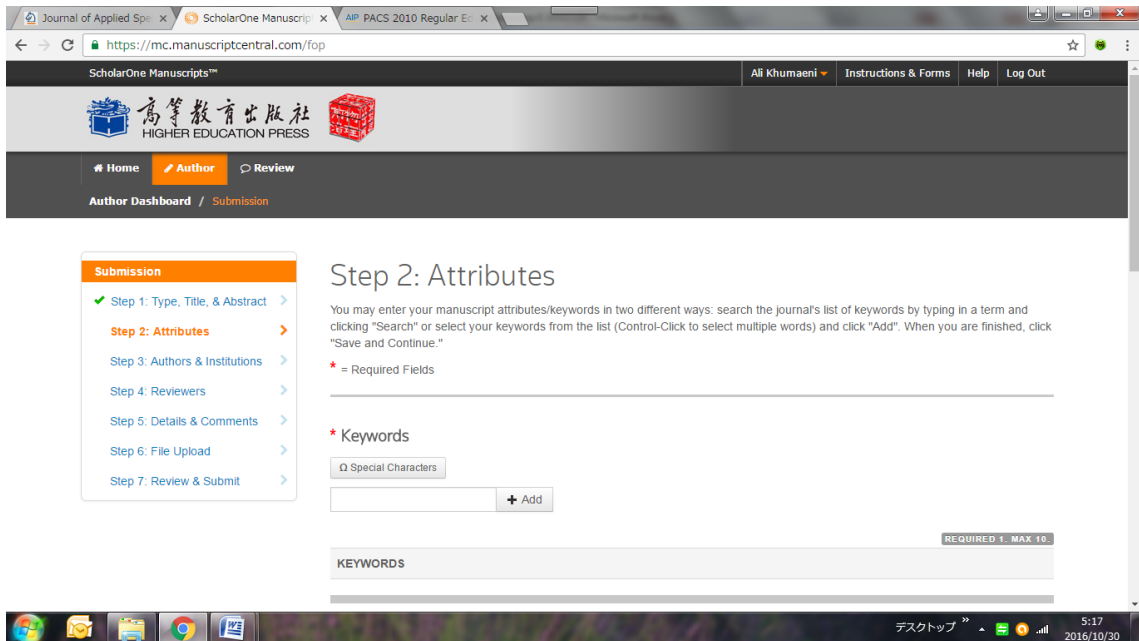 Journal of Applied Spe
ScholarOne Manuscrip
AIP PACS 2010 Regular Ed
https://mc.manuscriptcentral.com/fop
ScholarOne Manuscripts™
Ali Khumaeni
Instructions & Forms
Help
Log Out
高等教育出版社
HIGHER EDUCATION PRESS
Home
Author
Review
Author Dashboard / Submission
Submission
Step 1: Type, Title, & Abstract
Step 2: Attributes
Step 3: Authors & Institutions
Step 4: Reviewers
Step 5: Details & Comments
Step 6: File Upload
Step 7: Review & Submit
Step 2: Attributes
You may enter your manuscript attributes/keywords in two different ways: search the journal's list of keywords by typing in a term and
clicking "Search" or select your keywords from the list (Control-Click to select multiple words) and click "Add". When you are finished, click
"Save and Continue."
* = Required Fields
* Keywords
Ω Special Characters
+ Add
REQUIRED 1. MAX 10.
KEYWORDS
デスクトップ
5:17
2016/10/30